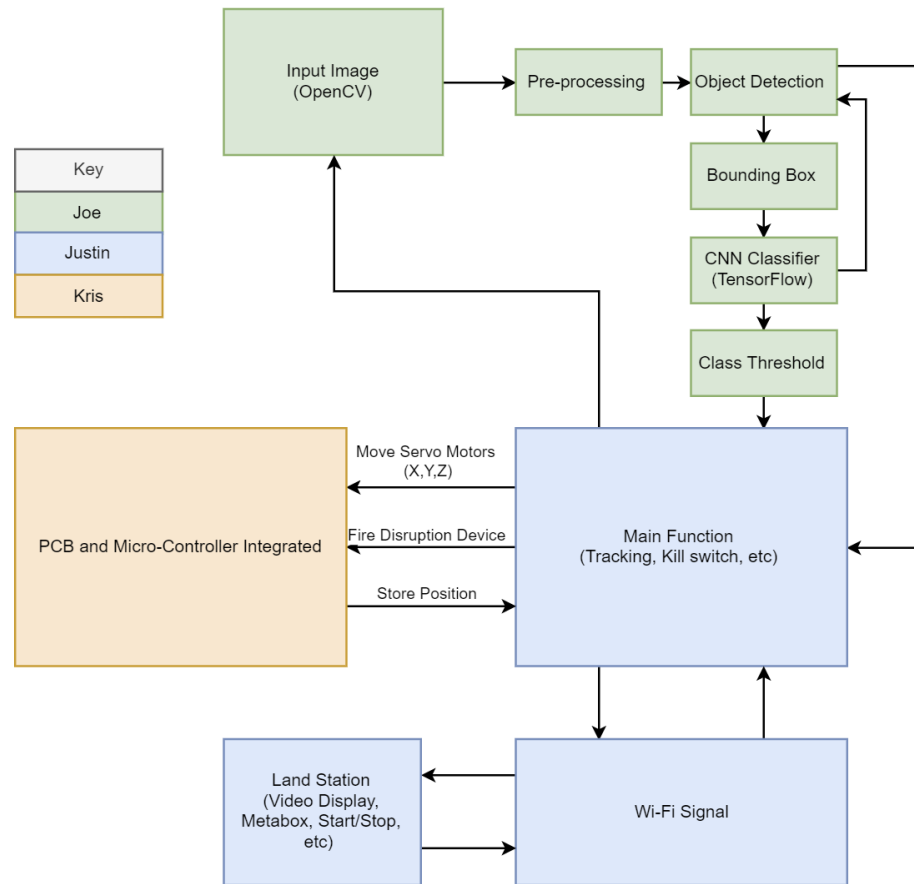 Input Image
(OpenCV)
Pre-processing
Object Detection
Bounding Box
CNN Classifier
(TensorFlow)
Class Threshold
Key
Joe
Justin
Kris
PCB and Micro-Controller Integrated
Move Servo Motors
(X,Y,Z)
Fire Disruption Device
Store Position
Main Function
(Tracking, Kill switch, etc)
Land Station
(Video Display,
Metabox, Start/Stop,
etc)
Wi-Fi Signal